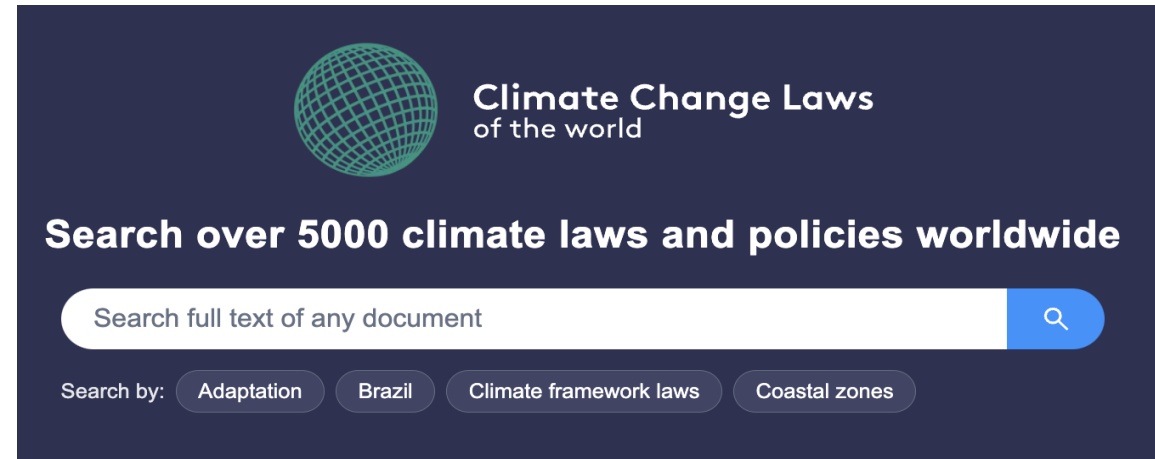 Climate Change Laws
of the world
Search over 5000 climate laws and policies worldwide
Search full text of any document
Search by: Adaptation Brazil Climate framework laws Coastal zones